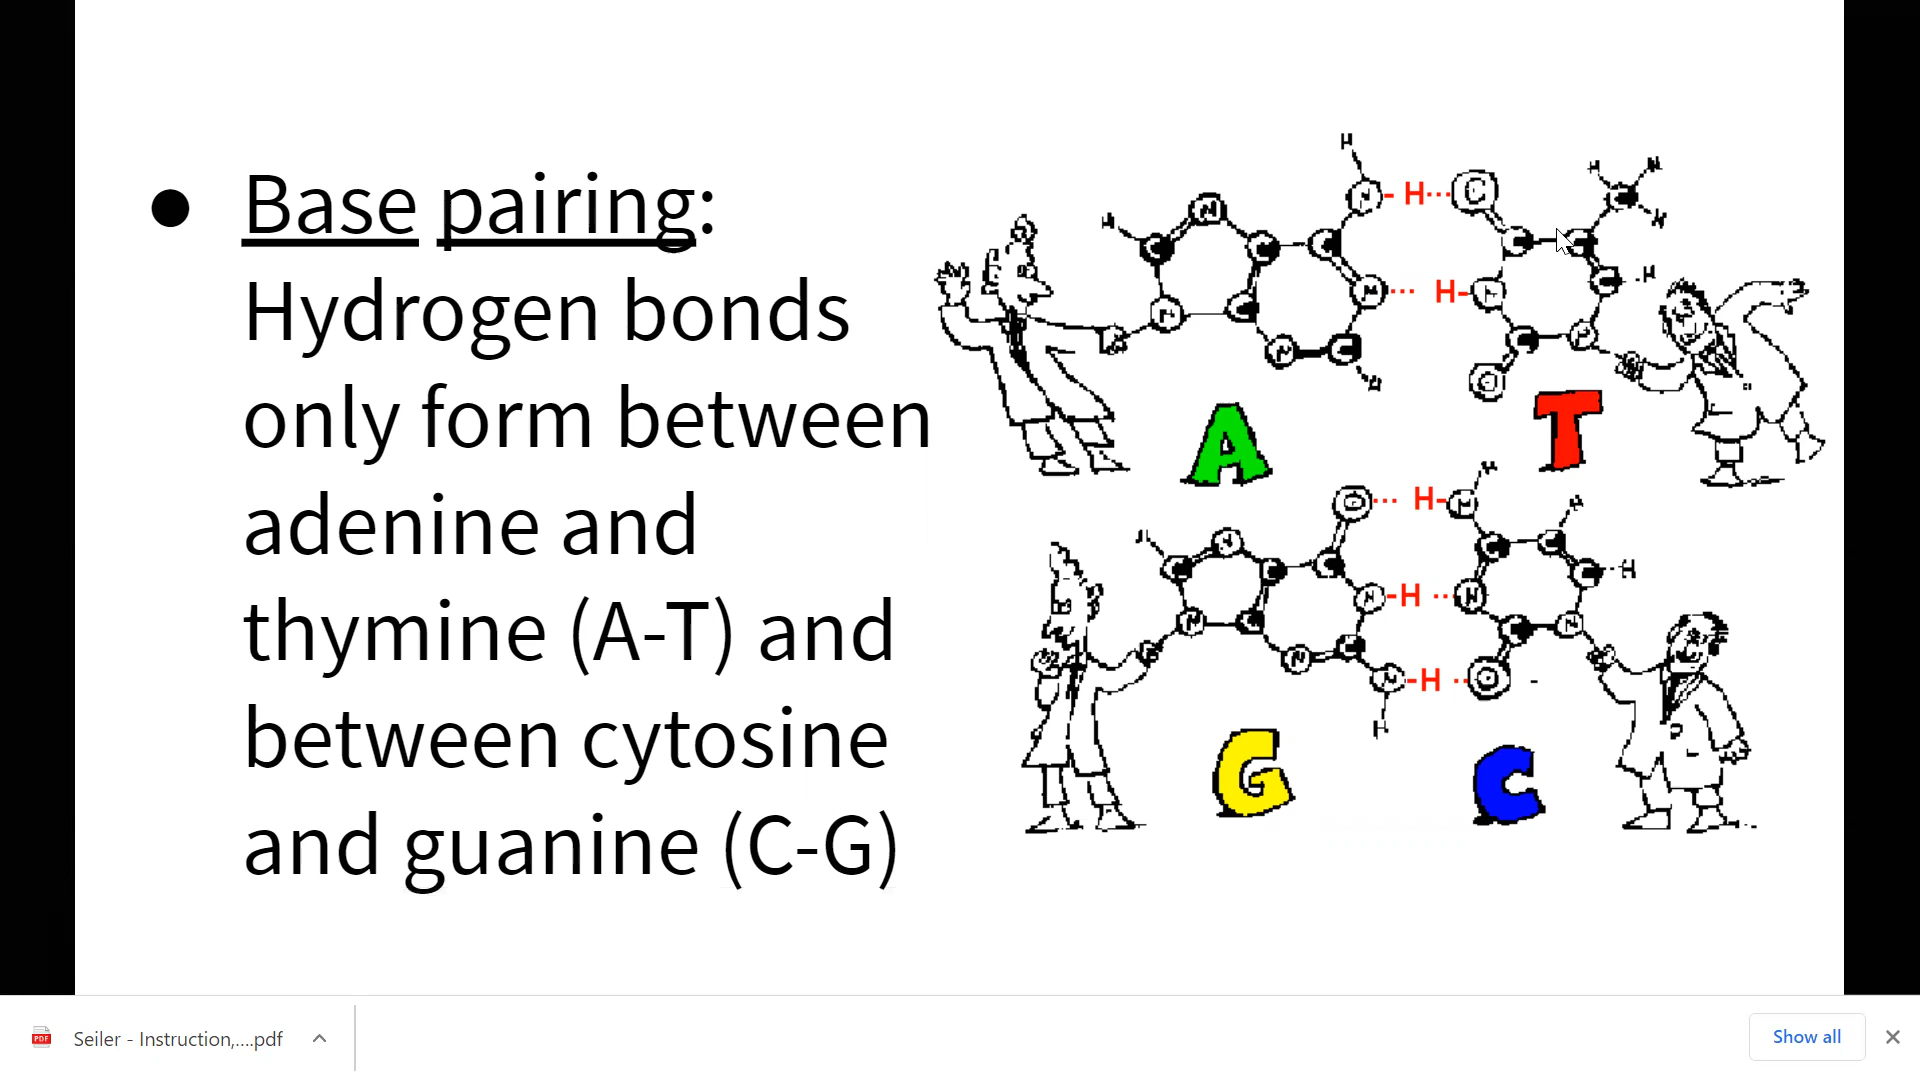 ● Base pairing:
Hydrogen bonds
only form between
adenine and
thymine (A-T) and
between cytosine
and guanine (C-G)
H
N- H··· C
H
H
N
N
H
N··· H-
N
N
H
O
A
T
O··· H-
H
N
H
N-H ···N
H
N
N
N
N-H ··O
H
G
C
Seiler - Instruction,....pdf
Show all